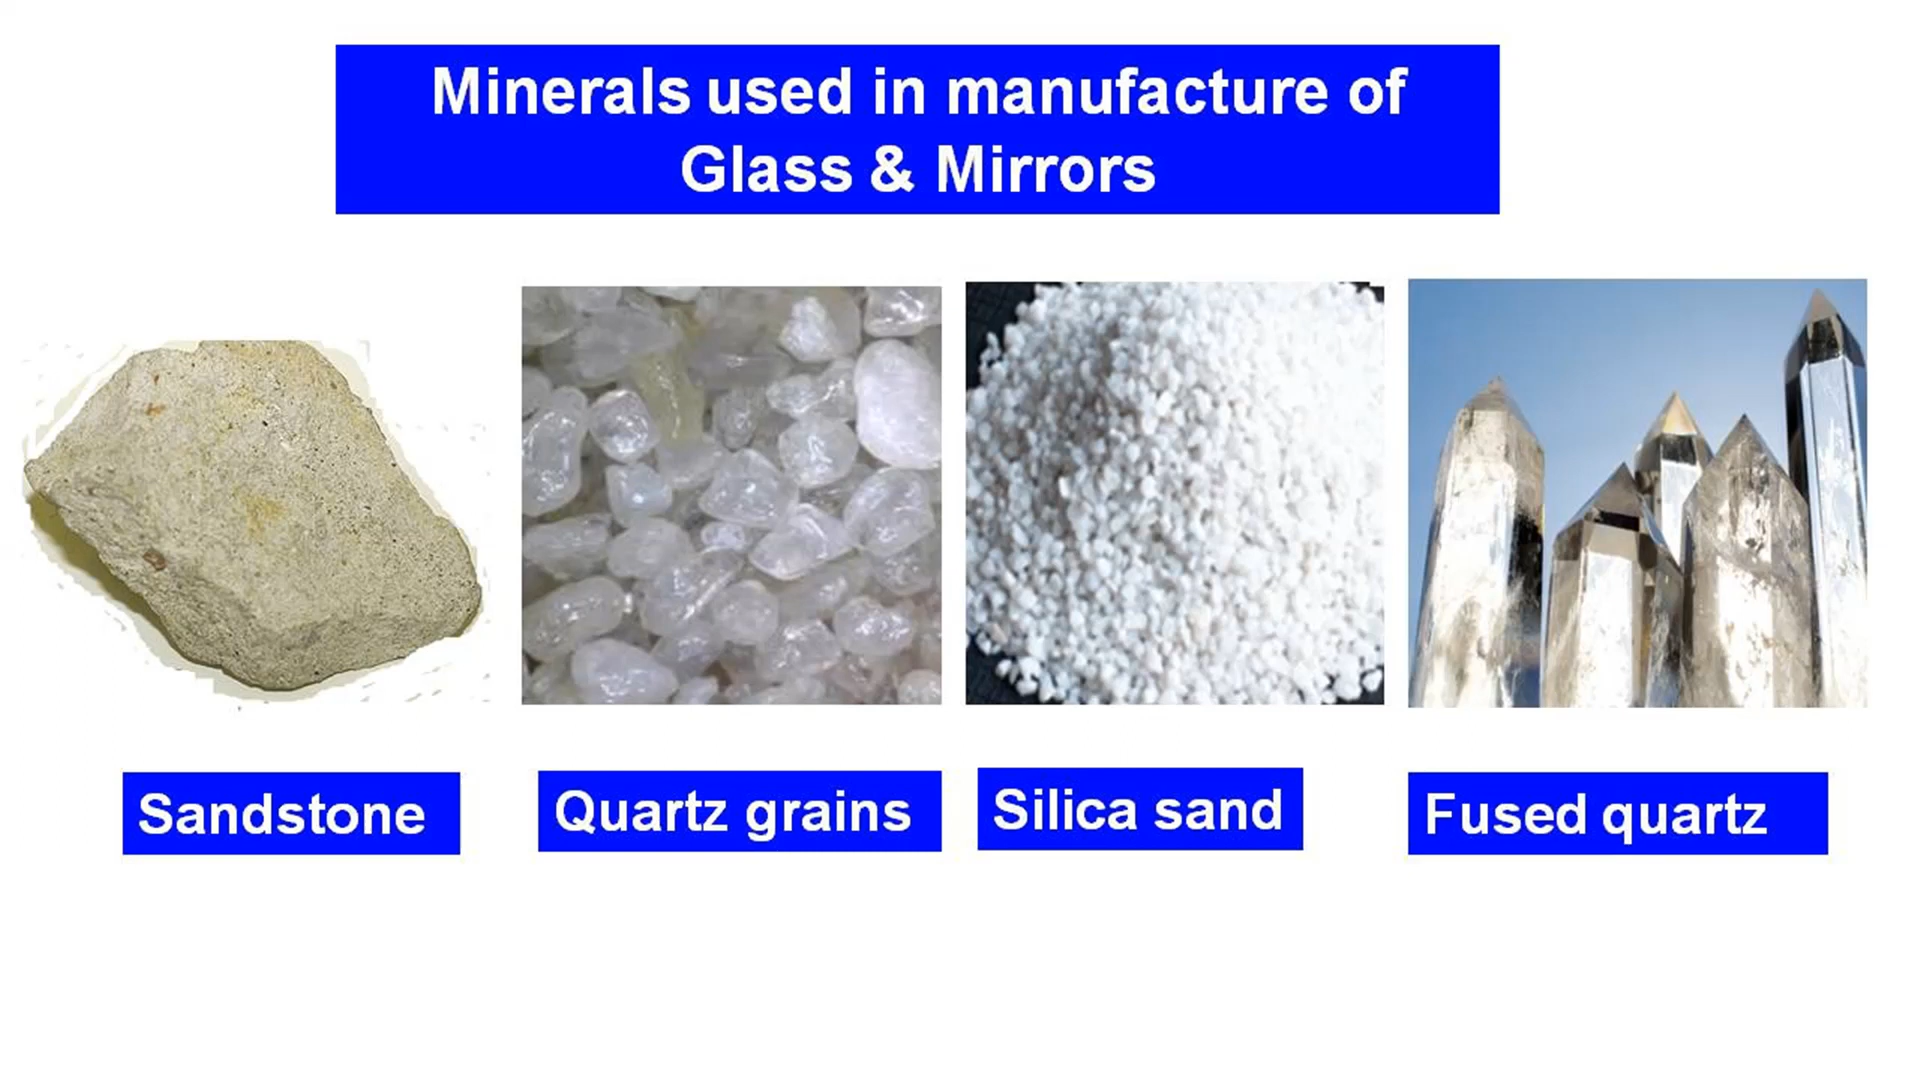 Minerals used in manufacture of
Glass & Mirrors
Sandstone
Quartz grains
Silica sand
Fused quartz